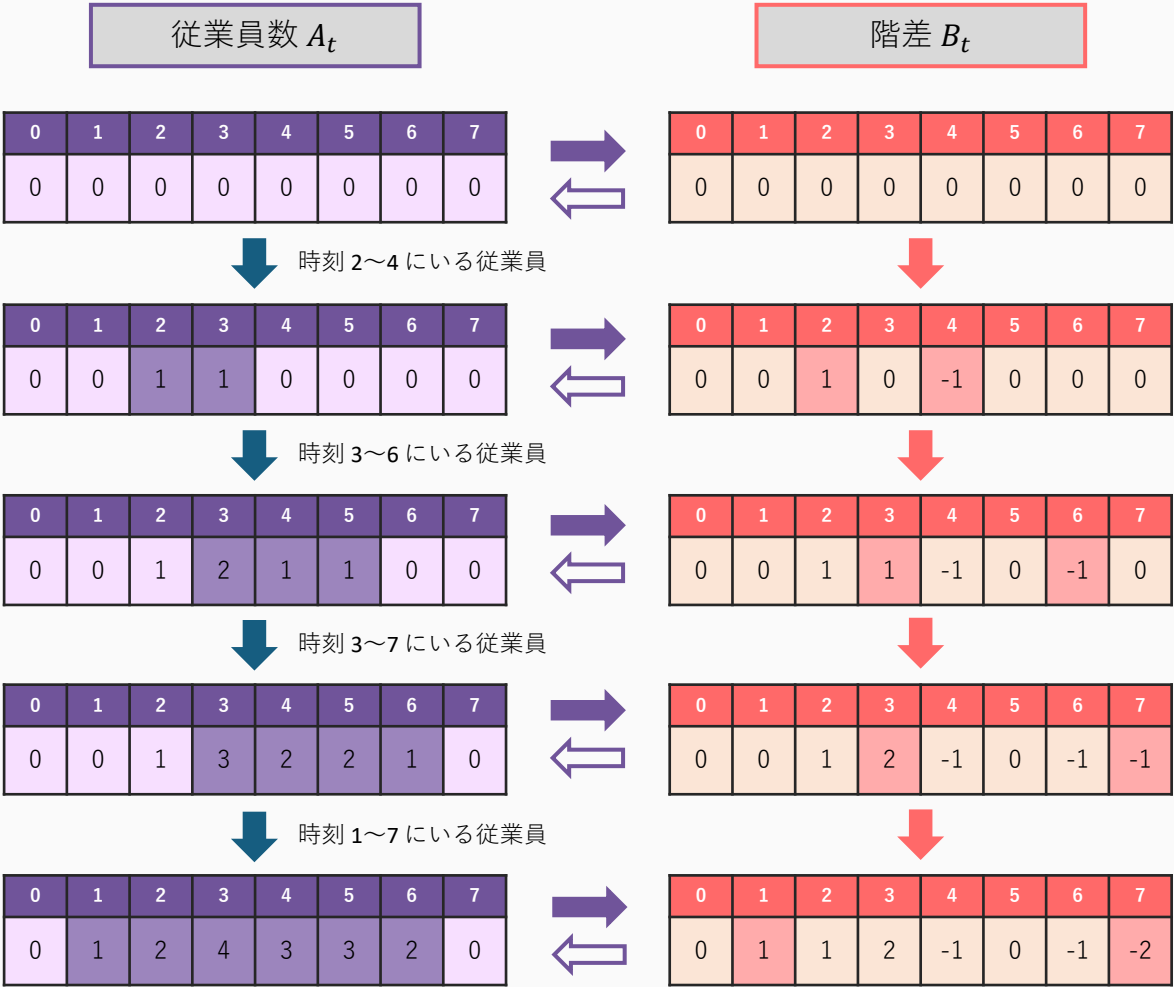 従業員数 A_t 階差 B_t
0 1 2 3 4 5 6 7 0 1 2 3 4 5 6 7
0 0 0 0 0 0 0 0 0 0 0 0 0 0 0 0
時刻 2～4 にいる従業員
0 1 2 3 4 5 6 7 0 1 2 3 4 5 6 7
0 0 1 1 0 0 0 0 0 0 1 0 -1 0 0 0
時刻 3～6 にいる従業員
0 1 2 3 4 5 6 7 0 1 2 3 4 5 6 7
0 0 1 2 1 1 0 0 0 0 1 1 -1 0 -1 0
時刻 3～7 にいる従業員
0 1 2 3 4 5 6 7 0 1 2 3 4 5 6 7
0 0 1 3 2 2 1 0 0 0 1 2 -1 0 -1 -1
時刻 1～7 にいる従業員
0 1 2 3 4 5 6 7 0 1 2 3 4 5 6 7
0 1 2 4 3 3 2 0 0 1 1 2 -1 0 -1 -2